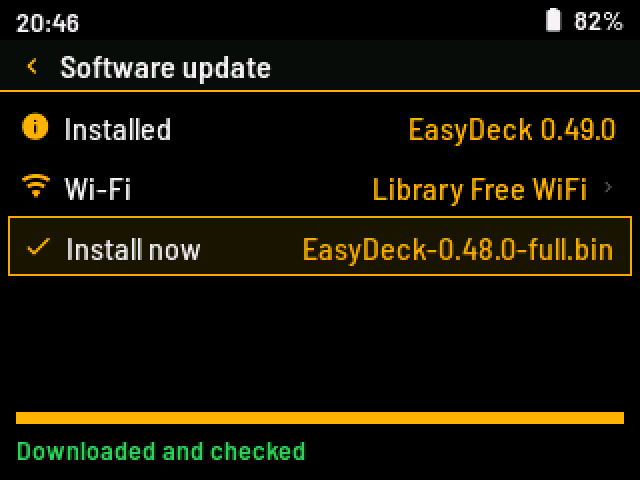 20:46 82%
Software update
Installed EasyDeck 0.49.0
Wi-Fi Library Free WiFi
Install now EasyDeck-0.48.0-full.bin
Downloaded and checked